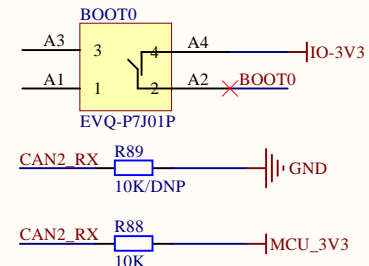 BOOT0
A3 3 4 A4 IO-3V3
A1 1 2 A2 BOOT0
EVQ-P7J01P
CAN2_RX R89 GND
10K/DNP
CAN2_RX R88 MCU_3V3
10K